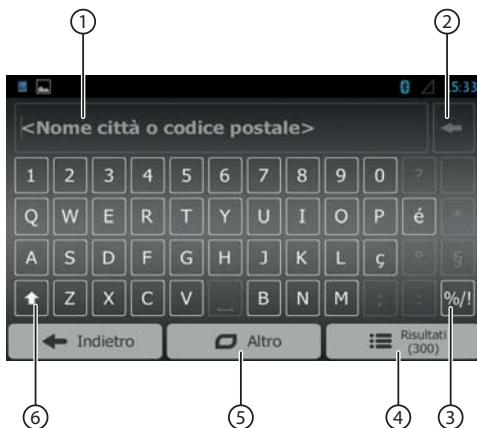 1 2
15:33
<Nome città o codice postale>
1 2 3 4 5 6 7 8 9 0 ?
Q W E R T Y U I O P é *
A S D F G H J K L ç ° §
Z X C V _ B N M ; : %/!
Indietro Altro Risultati
(300)
6 5 4 3